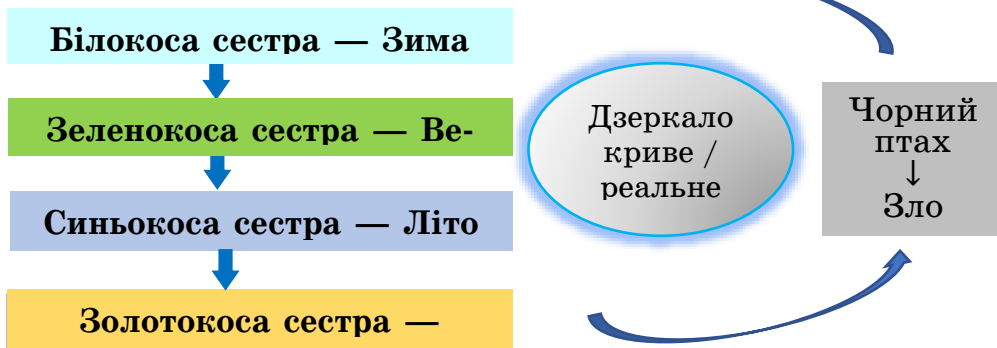 Білокоса сестра — Зима
Зеленокоса сестра — Ве-
Синьокоса сестра — Літо
Золотокоса сестра —
Дзеркало
криве /
реальне
Чорний
птах
↓
Зло